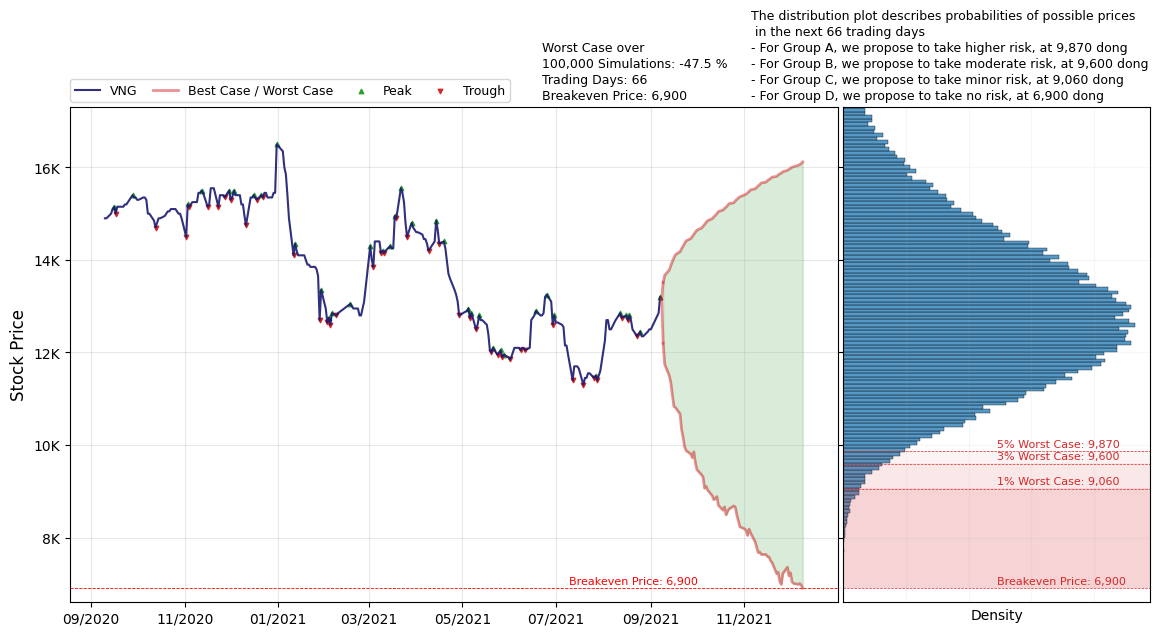 The distribution plot describes probabilities of possible prices
in the next 66 trading days
- For Group A, we propose to take higher risk, at 9,870 dong
- For Group B, we propose to take moderate risk, at 9,600 dong
- For Group C, we propose to take minor risk, at 9,060 dong
- For Group D, we propose to take no risk, at 6,900 dong
Worst Case over
100,000 Simulations: -47.5 %
Trading Days: 66
Breakeven Price: 6,900
VNG
Best Case / Worst Case
Peak
Trough
Stock Price
16K
14K
12K
10K
8K
Breakeven Price: 6,900
09/2020
11/2020
01/2021
03/2021
05/2021
07/2021
09/2021
11/2021
5% Worst Case: 9,870
3% Worst Case: 9,600
1% Worst Case: 9,060
Breakeven Price: 6,900
Density